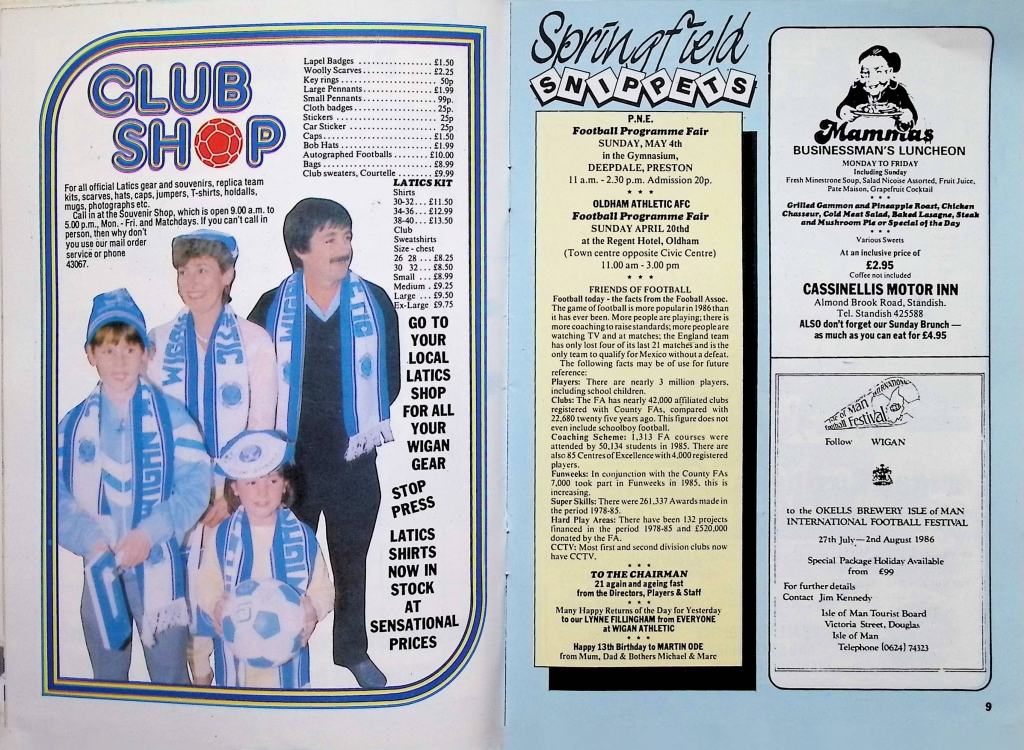 CLUB
SHOP
Lapel Badges .................... £1.50
Woolly Scarves ................ £2.25
Key rings ......................... 50p
Large Pennants ................ £1.99
Small Pennants ................. 99p.
Cloth badges .................... 25p.
Stickers ........................... 25p
Car Sticker ....................... 25p
Caps ............................... £1.50
Bob Hats ......................... £1.99
Autographed Footballs ........ £10.00
Bags ............................... £8.99
Club sweaters, Courtelle ........ £9.99
For all official Latics gear and souvenirs, replica team
kits, scarves, hats, caps, jumpers, T-shirts, holdalls,
mugs, photographs etc.
Call in at the Souvenir Shop, which is open 9.00 a.m. to
5.00 p.m., Mon. - Fri. and Matchdays. If you can't call in
person, then why don't
you use our mail order
service or phone
43067.
LATICS KIT
Shirts
30-32 ... £11.50
34-36 ... £12.99
38-40 .. £13.50
Club
Sweatshirts
Size - chest
26 28 ... £8.25
30 32 ... £8.50
Small ... £8.99
Medium . £9.25
Large ... £9.50
Ex-Large £9.75
GO TO
YOUR
LOCAL
LATICS
SHOP
FOR ALL
YOUR
WIGAN
GEAR
STOP
PRESS
LATICS
SHIRTS
NOW IN
STOCK
AT
SENSATIONAL
PRICES
WIGAN
WIGAN
WIGAN
Springfield
SNIPPETS
P.N.E.
Football Programme Fair
SUNDAY, MAY 4th
in the Gymnasium,
DEEPDALE, PRESTON
11 a.m. - 2.30 p.m. Admission 20p.
* * *
OLDHAM ATHLETIC AFC
Football Programme Fair
SUNDAY APRIL 20thd
at the Regent Hotel, Oldham
(Town centre opposite Civic Centre)
11.00 am - 3.00 pm
* * *
FRIENDS OF FOOTBALL
Football today - the facts from the Fooball Assoc.
The game of football is more popular in 1986 than
it has ever been. More people are playing; there is
more coaching to raise standards; more people are
watching TV and at matches; the England team
has only lost four of its last 21 matches and is the
only team to qualify for Mexico without a defeat.
The following facts may be of use for future
reference:
Players: There are nearly 3 million players,
including school children.
Clubs: The FA has nearly 42,000 affilated clubs
registered with County FAs, compared with
22,680 twenty five years ago. This figure does not
even include schoolboy football.
Coaching Scheme: 1,313 FA courses were
attended by 50,134 students in 1985. There are
also 85 Centres of Excellence with 4,000 registered
players.
Funweeks: In conjunction with the County FAs
7,000 took part in Funweeks in 1985, this is
increasing.
Super Skills: There were 261,337 Awards made in
the period 1978-85.
Hard Play Areas: There have been 132 projects
financed in the period 1978-85 and £520,000
donated by the FA.
CCTV: Most first and second division clubs now
have CCTV.
* * *
TO THE CHAIRMAN
21 again and ageing fast
from the Directors, Players & Staff
* * *
Many Happy Returns of the Day for Yesterday
to our LYNNE FILLINGHAM from EVERYONE
at WIGAN ATHLETIC
* * *
Happy 13th Birthday to MARTIN ODE
from Mum, Dad & Bothers Michael & Marc
Mammas
BUSINESSMAN'S LUNCHEON
MONDAY TO FRIDAY
Including Sunday
Fresh Minestrone Soup, Salad Nicoise Assorted, Fruit Juice,
Pate Maison, Grapefruit Cocktail
* * *
Grilled Gammon and Pineapple Roast, Chicken
Chasseur, Cold Meat Salad, Baked Lasagne, Steak
and Mushroom Pie or Special of the Day
* * *
Various Sweets
At an inclusive price of
£2.95
Coffee not included
CASSINELLIS MOTOR INN
Almond Brook Road, Standish.
Tel. Standish 425588
ALSO don't forget our Sunday Brunch —
as much as you can eat for £4.95
Isle of Man INTERNATIONAL
football Festival
Follow WIGAN
to the OKELLS BREWERY ISLE of MAN
INTERNATIONAL FOOTBALL FESTIVAL
27th July—2nd August 1986
Special Package Holiday Available
from £99
For further details
Contact Jim Kennedy
Isle of Man Tourist Board
Victoria Street, Douglas
Isle of Man
Telephone (0624) 74323
9